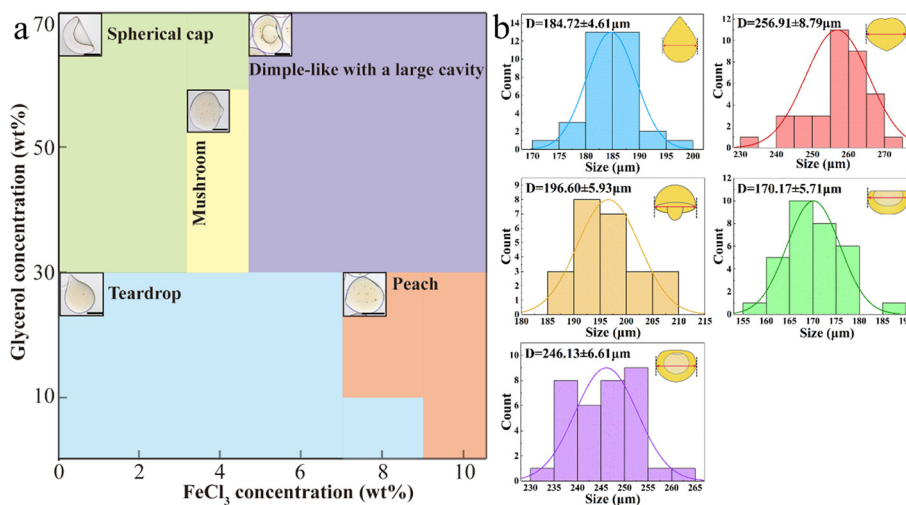 a
Glycerol concentration (wt%)
70
50
30
10
Spherical cap
Dimple-like with a large cavity
Mushroom
Teardrop
Peach
0 2 4 6 8 10
FeCl₃ concentration (wt%)
b
D=184.72±4.61μm
Count
14
12
10
8
6
4
2
0
170 175 180 185 190 195 200
Size (μm)
D=256.91±8.79μm
Count
12
10
8
6
4
2
0
230 240 250 260 270
Size (μm)
D=196.60±5.93μm
Count
8
7
6
5
4
3
2
1
0
180 185 190 195 200 205 210 215
Size (μm)
D=170.17±5.71μm
Count
12
10
8
6
4
2
0
155 160 165 170 175 180 185
Size (μm)
D=246.13±6.61μm
Count
10
8
6
4
2
0
230 235 240 245 250 255 260 265
Size (μm)